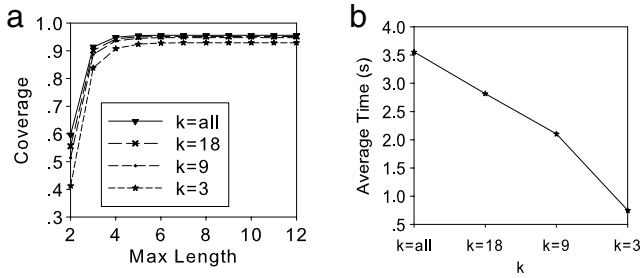 a
Coverage
1.0
.9
.8
.7
.6
.5
.4
.3
k=all
k=18
k=9
k=3
2 4 6 8 10 12
Max Length
b
Average Time (s)
4.0
3.5
3.0
2.5
2.0
1.5
1.0
.5
k=all k=18 k=9 k=3
k